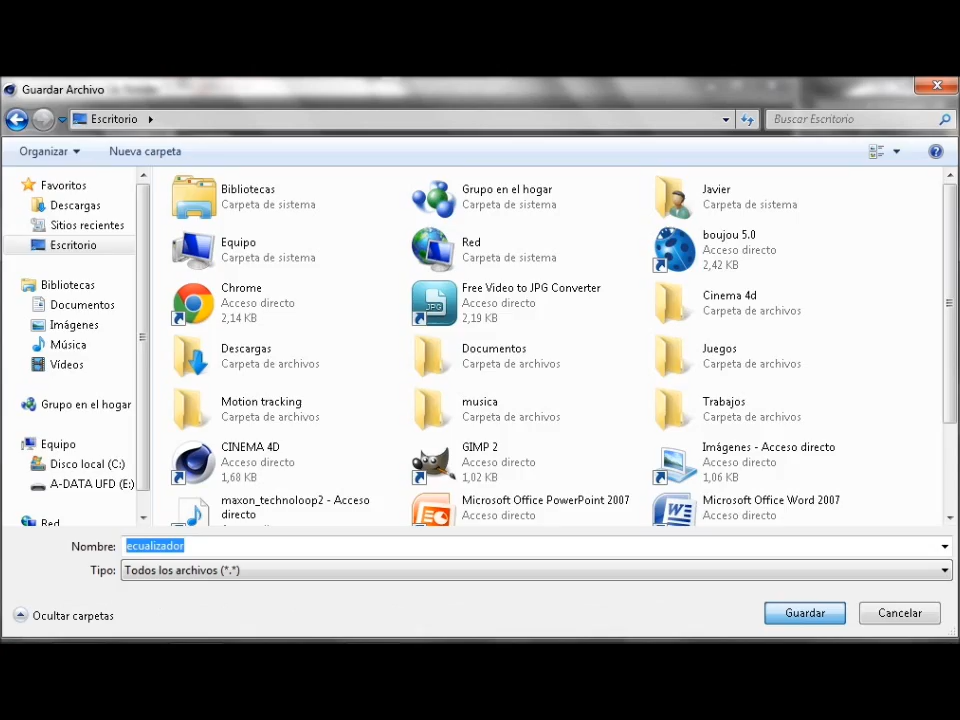 Guardar Archivo
Escritorio
Buscar Escritorio
Organizar
Nueva carpeta
Favoritos
Descargas
Sitios recientes
Escritorio
Bibliotecas
Documentos
Imágenes
Música
Vídeos
Grupo en el hogar
Equipo
Disco local (C:)
A-DATA UFD (E:)
Red
Bibliotecas
Carpeta de sistema
Grupo en el hogar
Carpeta de sistema
Javier
Carpeta de sistema
Equipo
Carpeta de sistema
Red
Carpeta de sistema
boujou 5.0
Acceso directo
2,42 KB
Chrome
Acceso directo
2,14 KB
Free Video to JPG Converter
Acceso directo
2,19 KB
JPG
Cinema 4d
Carpeta de archivos
Descargas
Carpeta de archivos
Documentos
Carpeta de archivos
Juegos
Carpeta de archivos
Motion tracking
Carpeta de archivos
musica
Carpeta de archivos
Trabajos
Carpeta de archivos
CINEMA 4D
Acceso directo
1,68 KB
GIMP 2
Acceso directo
1,02 KB
Imágenes - Acceso directo
Acceso directo
1,06 KB
maxon_technoloop2 - Acceso
directo
Microsoft Office PowerPoint 2007
Acceso directo
Microsoft Office Word 2007
Acceso directo
Nombre: ecualizador
Tipo: Todos los archivos (*.*)
Ocultar carpetas
Guardar
Cancelar